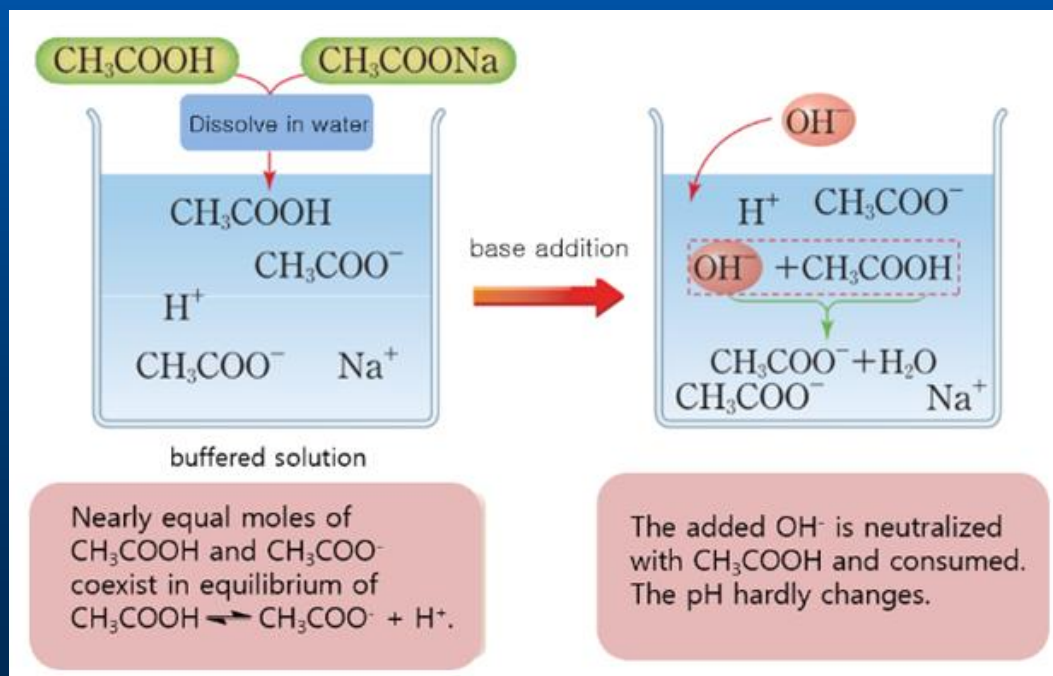 CH₃COOH CH₃COONa
Dissolve in water
CH₃COOH
CH₃COO⁻
H⁺
CH₃COO⁻ Na⁺
buffered solution
Nearly equal moles of
CH₃COOH and CH₃COO⁻
coexist in equilibrium of
CH₃COOH ⇌ CH₃COO⁻ + H⁺.
base addition
OH⁻
H⁺ CH₃COO⁻
OH⁻ +CH₃COOH
CH₃COO⁻+H₂O
CH₃COO⁻ Na⁺
The added OH⁻ is neutralized
with CH₃COOH and consumed.
The pH hardly changes.